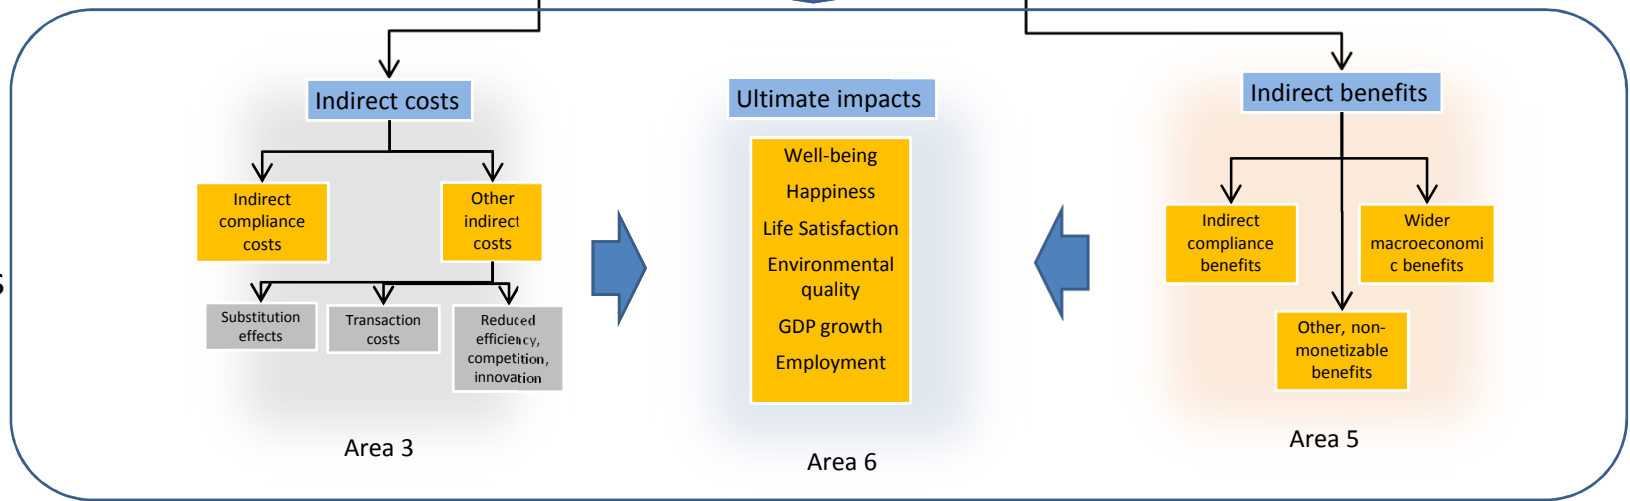 Indirect costs
Indirect
compliance
costs
Other
indirect
costs
Substitution
effects
Transaction
costs
Reduced
efficiency,
competition,
innovation
Area 3
Ultimate impacts
Well-being
Happiness
Life Satisfaction
Environmental
quality
GDP growth
Employment
Area 6
Indirect benefits
Indirect
compliance
benefits
Wider
macroeconomi
c benefits
Other, non-
monetizable
benefits
Area 5
s